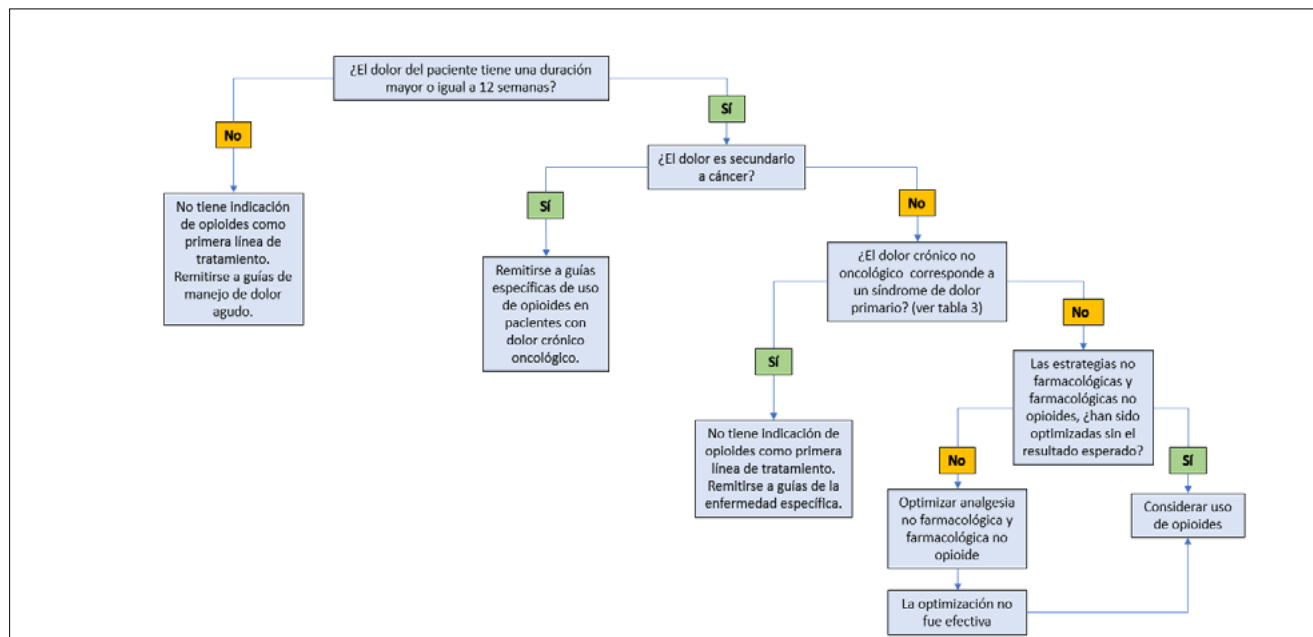 ¿El dolor del paciente tiene una duración
mayor o igual a 12 semanas?
No
Sí
No tiene indicación
de opioides como
primera línea de
tratamiento.
Remitirse a guías de
manejo de dolor
agudo.
¿El dolor es secundario
a cáncer?
Sí
No
Remitirse a guías
específicas de uso
de opioides en
pacientes con
dolor crónico
oncológico.
¿El dolor crónico no
oncológico corresponde a
un síndrome de dolor
primario? (ver tabla 3)
Sí
No
No tiene indicación de
opioides como primera
línea de tratamiento.
Remitirse a guías de la
enfermedad específica.
Las estrategias no
farmacológicas y
farmacológicas no
opioides, ¿han sido
optimizadas sin el
resultado esperado?
No
Sí
Optimizar analgesia
no farmacológica y
farmacológica no
opioide
Considerar uso
de opioides
La optimización no
fue efectiva